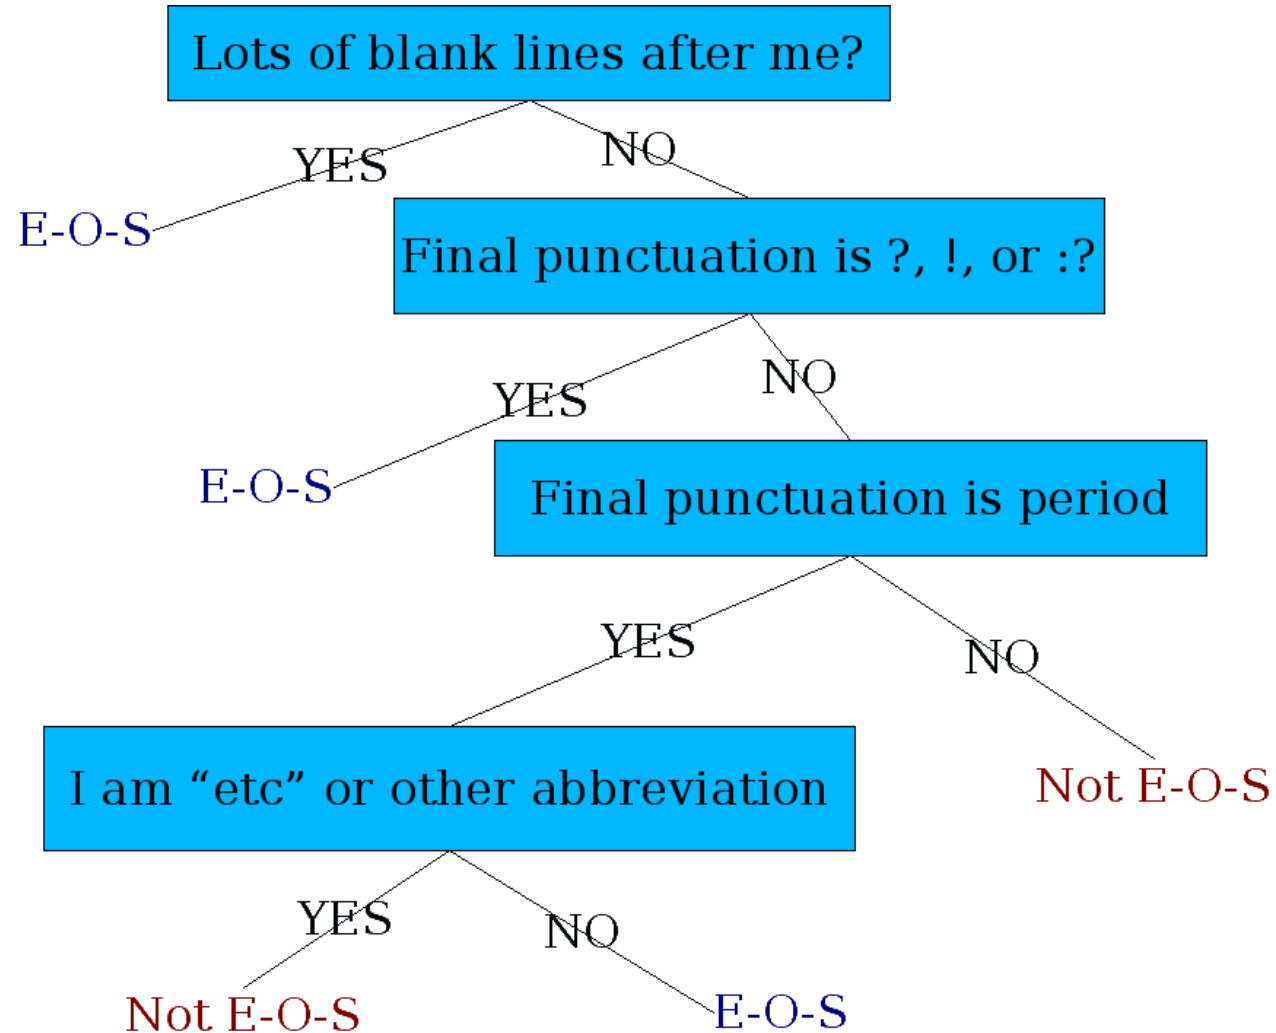 Lots of blank lines after me?
YES
NO
E-O-S
Final punctuation is ?, !, or :?
YES
NO
E-O-S
Final punctuation is period
YES
NO
I am “etc” or other abbreviation
Not E-O-S
YES
NO
Not E-O-S
E-O-S